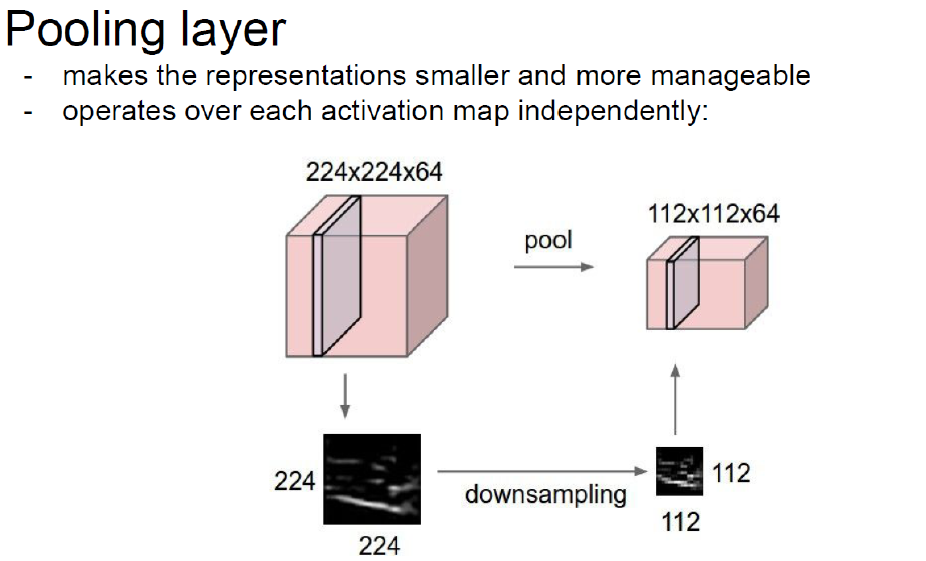 Pooling layer
- makes the representations smaller and more manageable
- operates over each activation map independently:
224x224x64
112x112x64
pool
224
downsampling
112
224
112